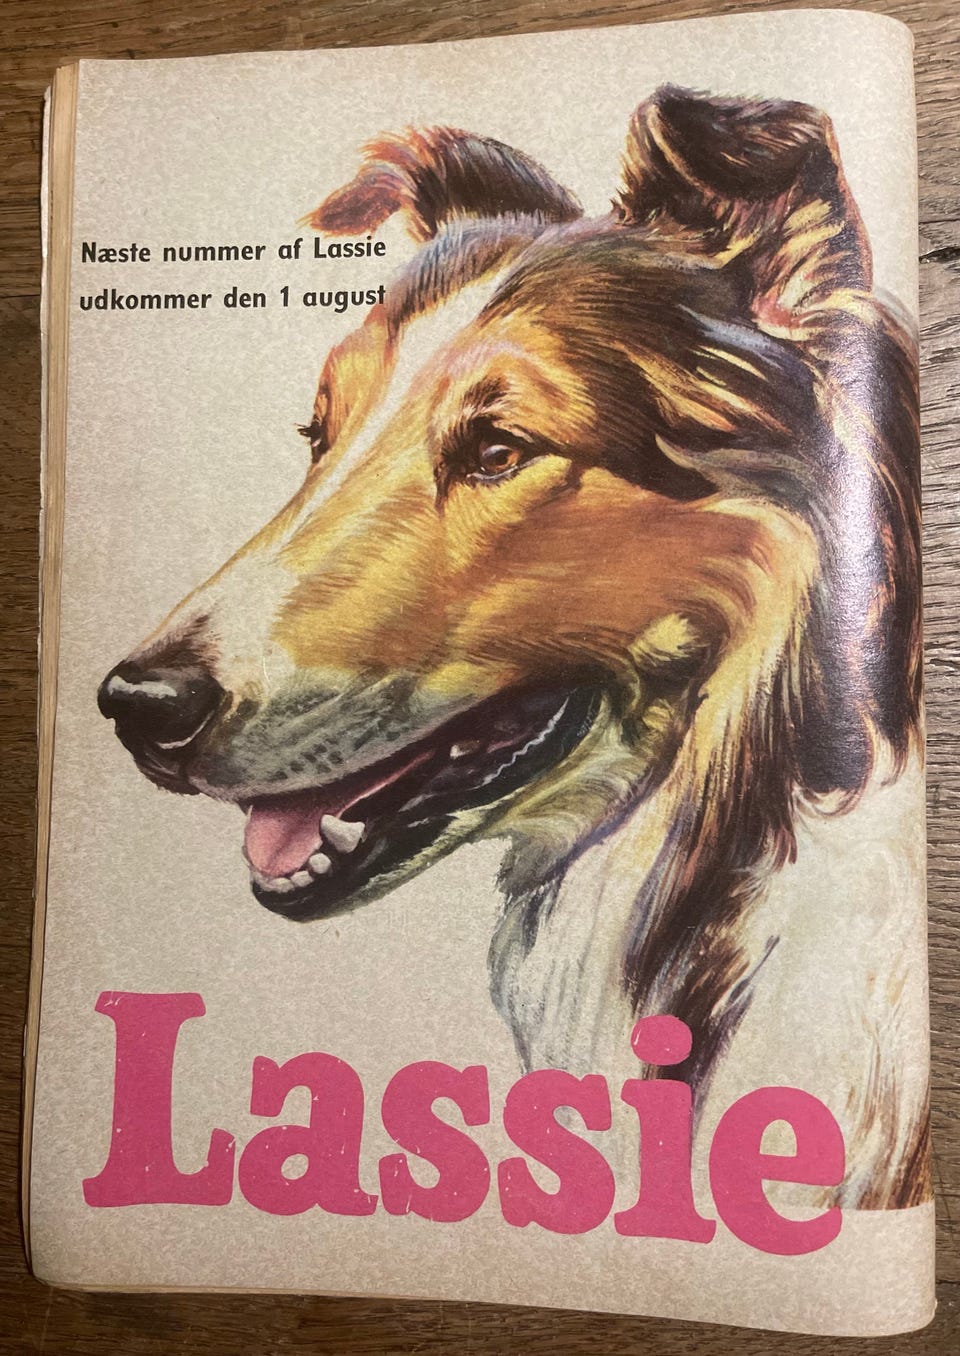 Næste nummer af Lassie
udkommer den 1 august
Lassie